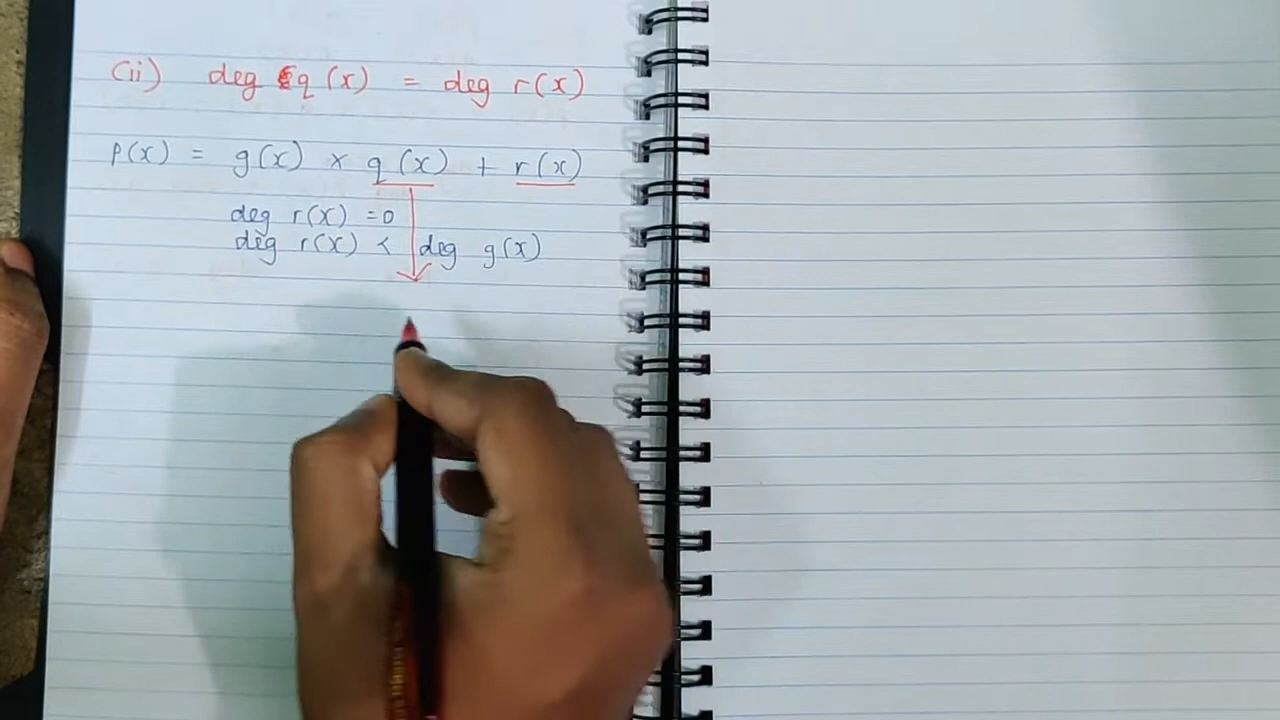 (ii) deg q(x) = deg r(x)
p(x) = g(x) × q(x) + r(x)
deg r(x) = 0
deg r(x) < deg g(x)